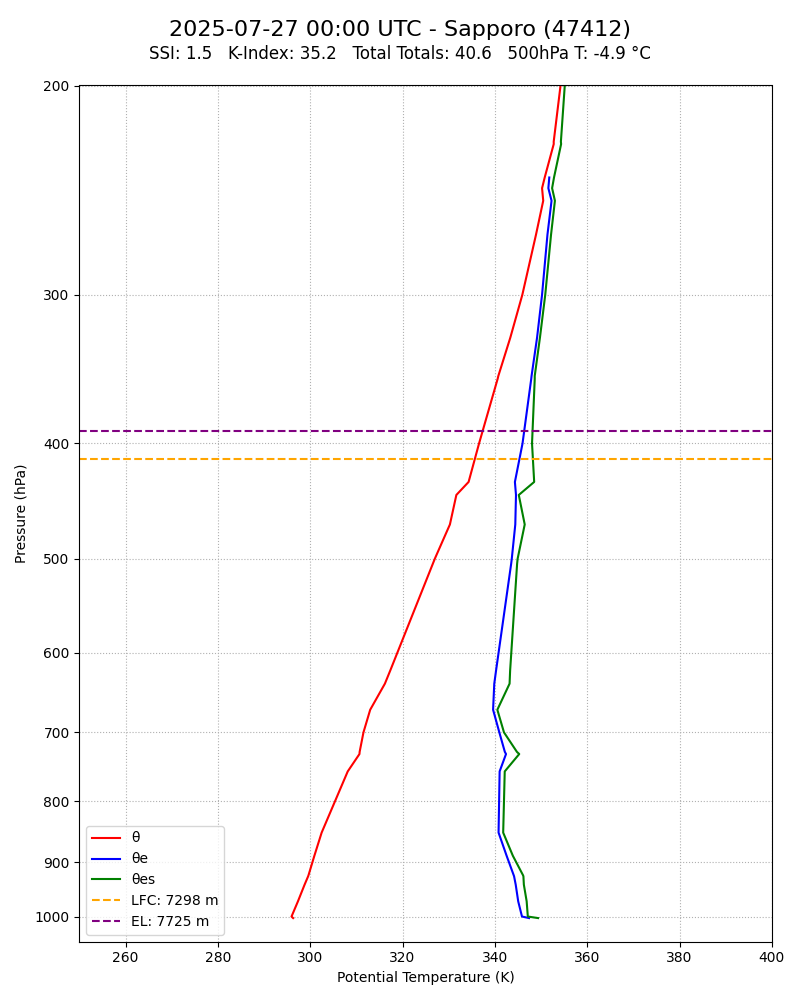 2025-07-27 00:00 UTC - Sapporo (47412)
SSI: 1.5   K-Index: 35.2   Total Totals: 40.6   500hPa T: -4.9 °C
Pressure (hPa)
200
300
400
500
600
700
800
900
1000
θ
θe
θes
LFC: 7298 m
EL: 7725 m
260 280 300 320 340 360 380 400
Potential Temperature (K)